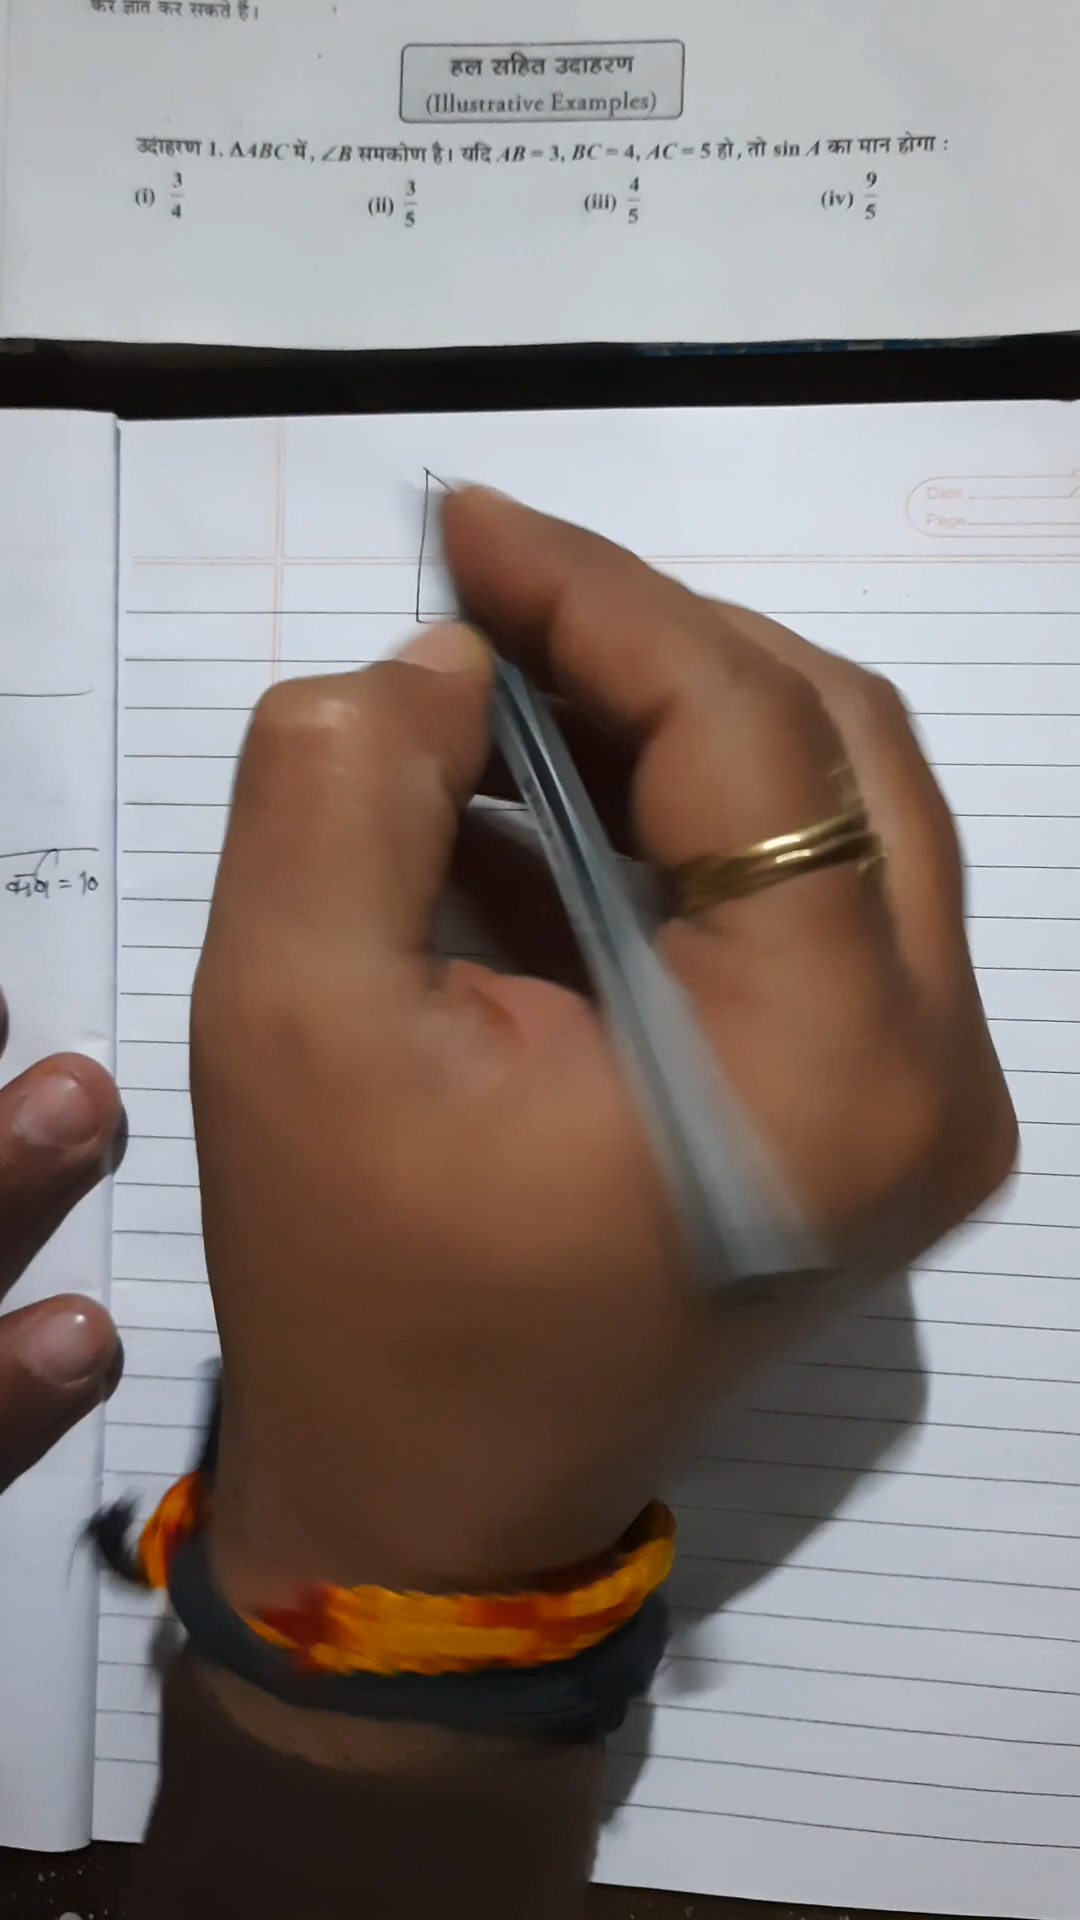 कर ज्ञात कर सकते हैं।
हल सहित उदाहरण
(Illustrative Examples)
उदाहरण 1. ΔABC में, ∠B समकोण है। यदि AB = 3, BC = 4, AC = 5 हो, तो sin A का मान होगा :
(i) 3/4 (ii) 3/5 (iii) 4/5 (iv) 9/5
Date
Page
कर्ण = 10